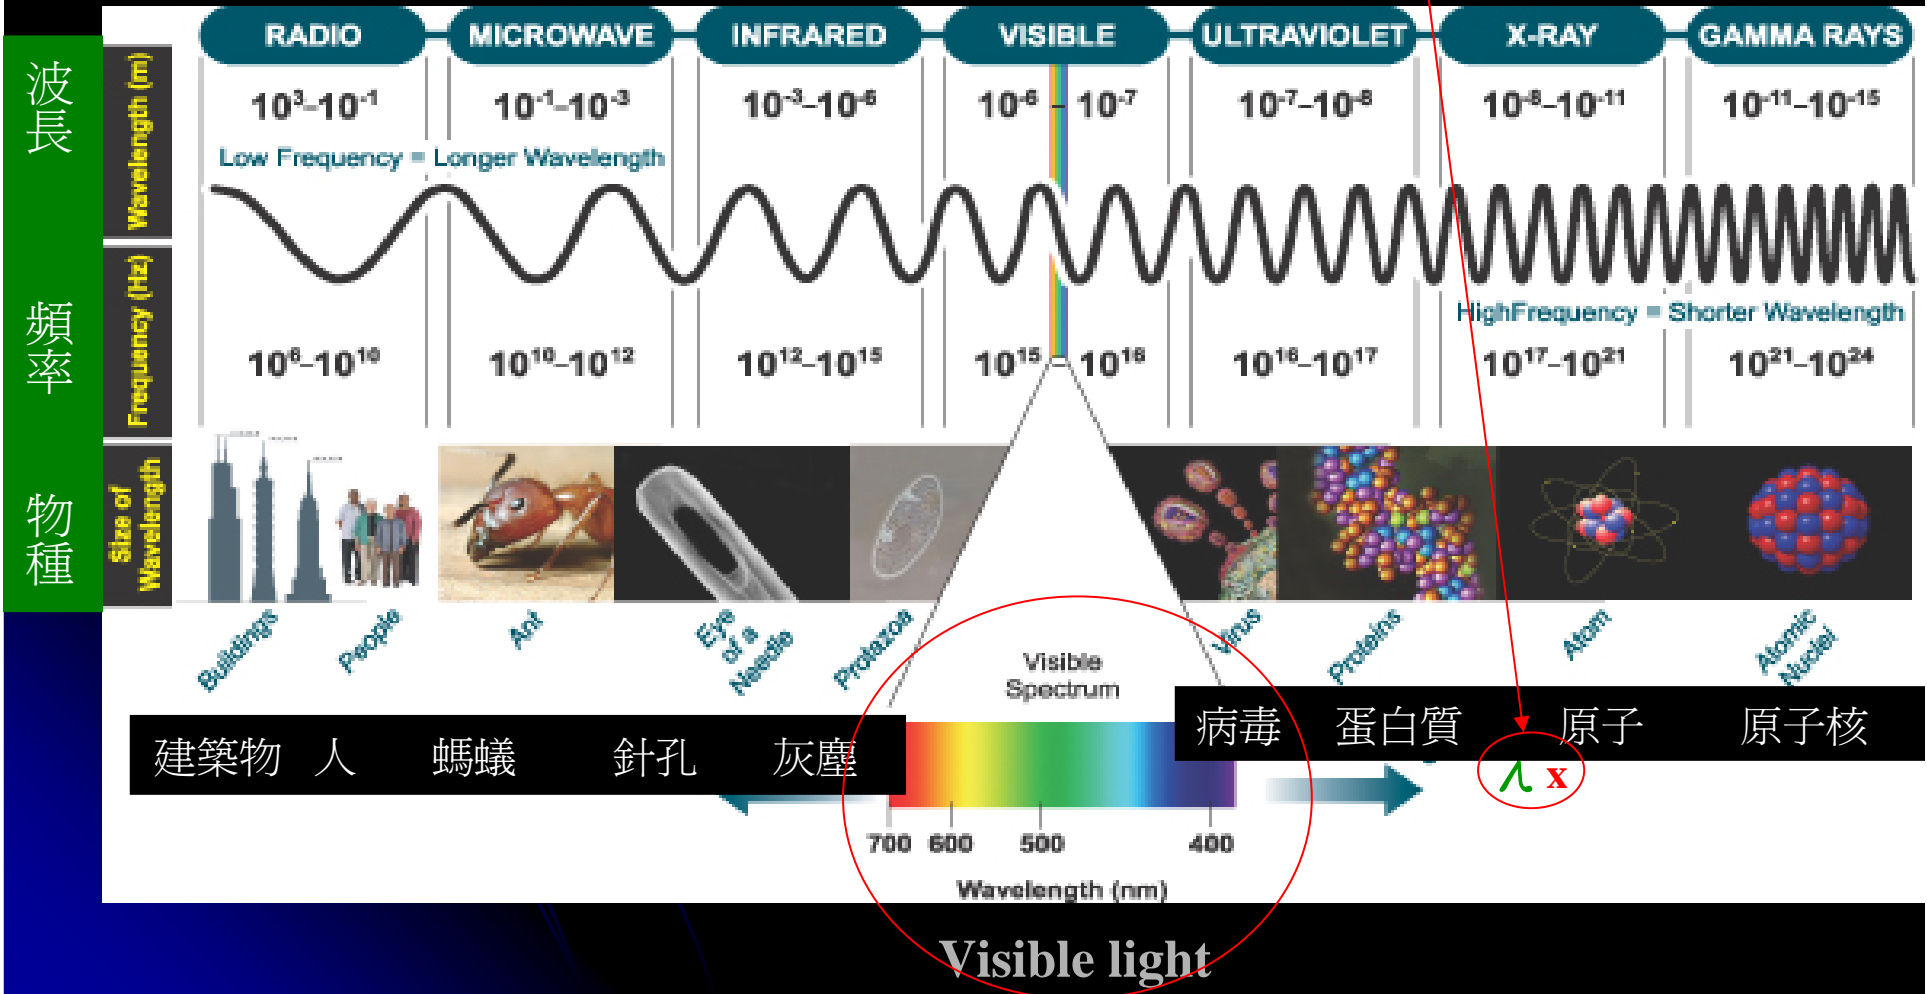 RADIO MICROWAVE INFRARED VISIBLE ULTRAVIOLET X-RAY GAMMA RAYS
波長
Wavelength (m)
10³–10⁻¹ 10⁻¹–10⁻³ 10⁻³–10⁻⁶ 10⁻⁶ – 10⁻⁷ 10⁻⁷–10⁻⁸ 10⁻⁸–10⁻¹¹ 10⁻¹¹–10⁻¹⁵
Low Frequency = Longer Wavelength
頻率
Frequency (Hz)
HighFrequency = Shorter Wavelength
10⁶–10¹⁰ 10¹⁰–10¹² 10¹²–10¹⁵ 10¹⁵ – 10¹⁶ 10¹⁶–10¹⁷ 10¹⁷–10²¹ 10²¹–10²⁴
物種
Size of
Wavelength
Buildings
People
Ant
Eye
of a
Needle
Protazoa
Virus
Proteins
Atom
Atomic
Nuclei
Visible
Spectrum
建築物 人 螞蟻 針孔 灰塵
病毒 蛋白質 原子 原子核
λ x
700 600 500 400
Wavelength (nm)
Visible light